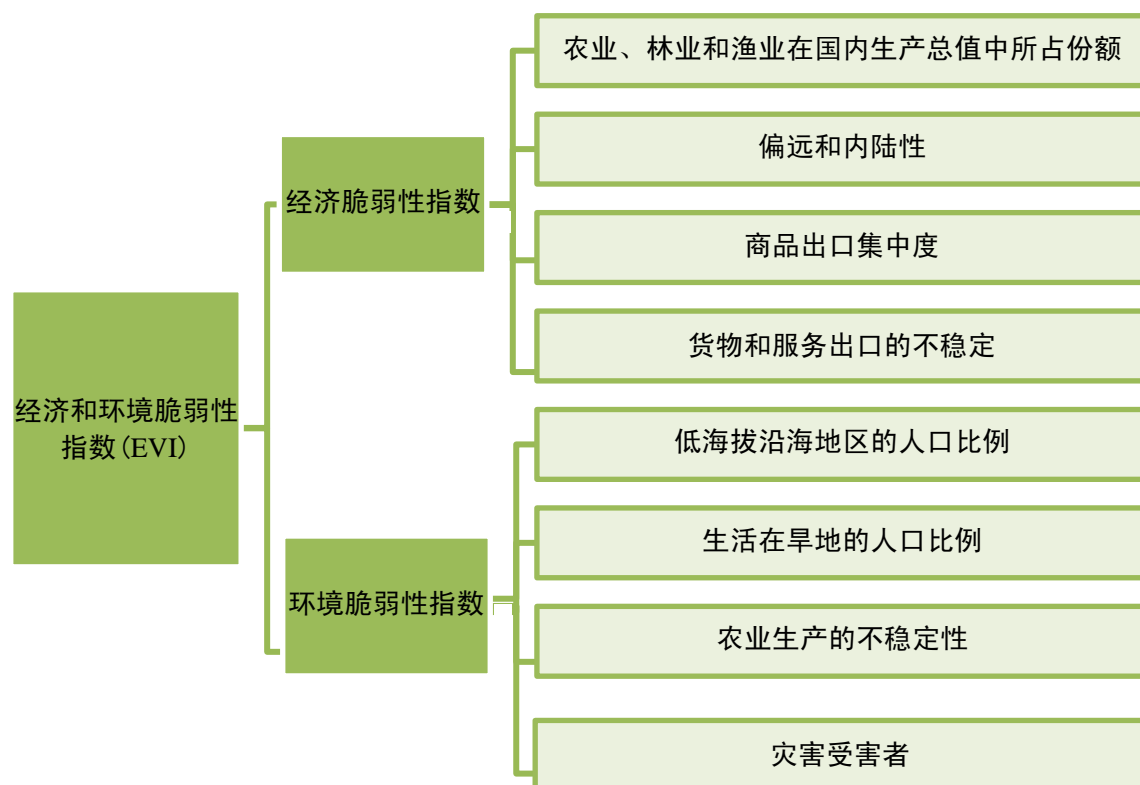 农业、林业和渔业在国内生产总值中所占份额
偏远和内陆性
经济脆弱性指数
商品出口集中度
货物和服务出口的不稳定
经济和环境脆弱性
指数(EVI)
低海拔沿海地区的人口比例
生活在旱地的人口比例
环境脆弱性指数
农业生产的不稳定性
灾害受害者